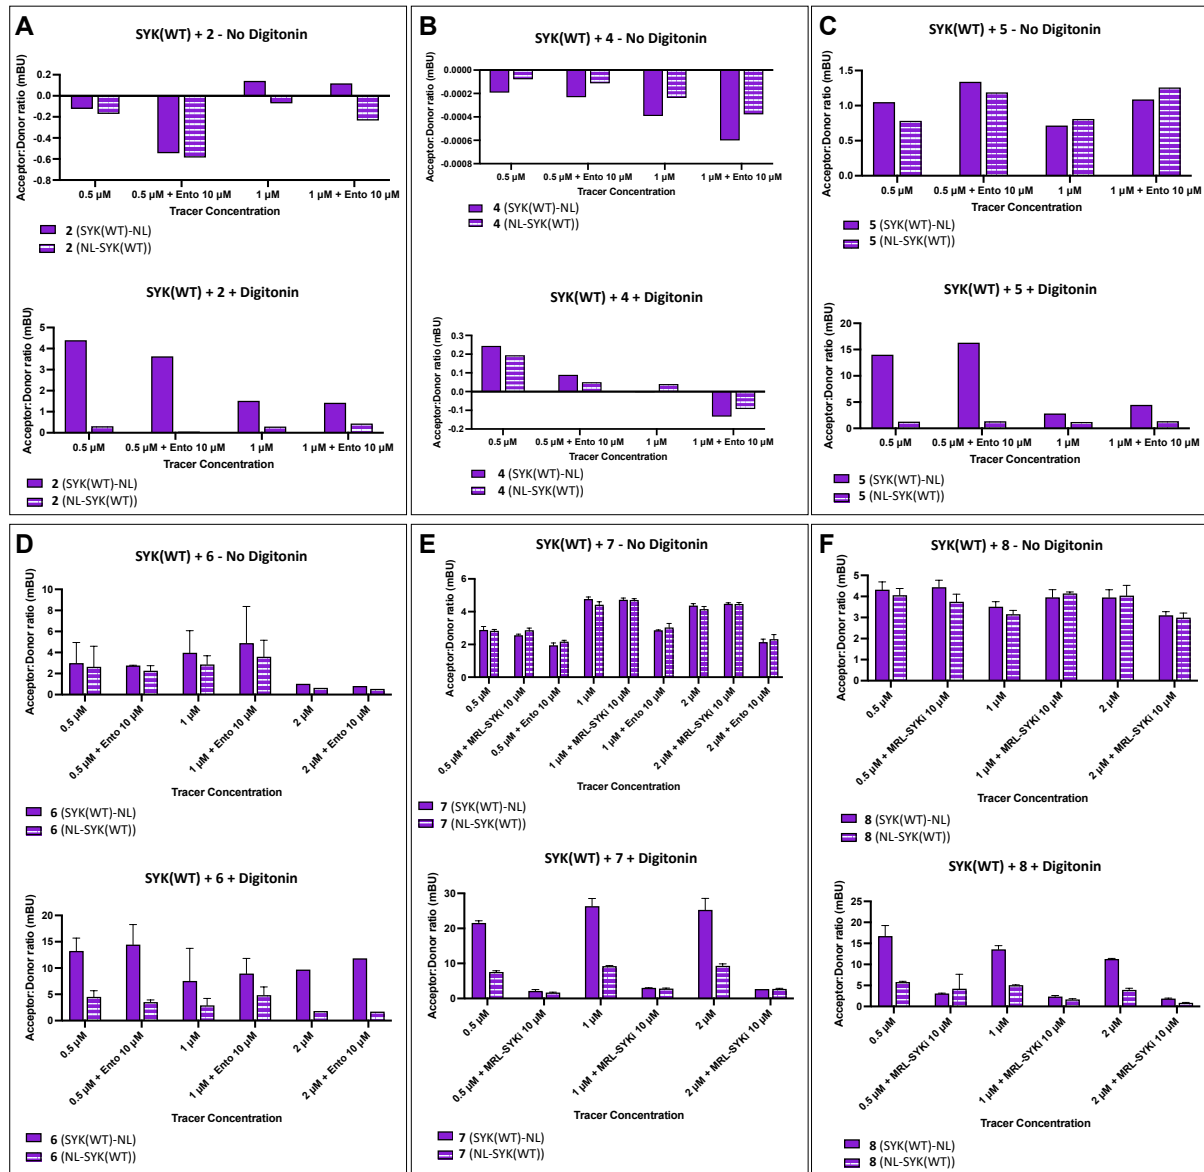 A
SYK(WT) + 2 - No Digitonin
Acceptor:Donor ratio (mBU)
0.2
0.0
-0.2
-0.4
-0.6
-0.8
0.5 µM
0.5 µM + Ento 10 µM
1 µM
1 µM + Ento 10 µM
Tracer Concentration
2 (SYK(WT)-NL)
2 (NL-SYK(WT))
SYK(WT) + 2 + Digitonin
Acceptor:Donor ratio (mBU)
5
4
3
2
1
0
0.5 µM
0.5 µM + Ento 10 µM
1 µM
1 µM + Ento 10 µM
Tracer Concentration
2 (SYK(WT)-NL)
2 (NL-SYK(WT))
B
SYK(WT) + 4 - No Digitonin
Acceptor:Donor ratio (mBU)
0.0000
-0.0002
-0.0004
-0.0006
-0.0008
0.5 µM
0.5 µM + Ento 10 µM
1 µM
1 µM + Ento 10 µM
Tracer Concentration
4 (SYK(WT)-NL)
4 (NL-SYK(WT))
SYK(WT) + 4 + Digitonin
Acceptor:Donor ratio (mBU)
0.3
0.2
0.1
0.0
-0.1
-0.2
0.5 µM
0.5 µM + Ento 10 µM
1 µM
1 µM + Ento 10 µM
Tracer Concentration
4 (SYK(WT)-NL)
4 (NL-SYK(WT))
C
SYK(WT) + 5 - No Digitonin
Acceptor:Donor ratio (mBU)
1.5
1.0
0.5
0.0
0.5 µM
0.5 µM + Ento 10 µM
1 µM
1 µM + Ento 10 µM
Tracer Concentration
5 (SYK(WT)-NL)
5 (NL-SYK(WT))
SYK(WT) + 5 + Digitonin
Acceptor:Donor ratio (mBU)
20
15
10
5
0
0.5 µM
0.5 µM + Ento 10 µM
1 µM
1 µM + Ento 10 µM
Tracer Concentration
5 (SYK(WT)-NL)
5 (NL-SYK(WT))
D
SYK(WT) + 6 - No Digitonin
Acceptor:Donor ratio (mBU)
10
8
6
4
2
0
0.5 µM
0.5 µM + Ento 10 µM
1 µM
1 µM + Ento 10 µM
2 µM
2 µM + Ento 10 µM
Tracer Concentration
6 (SYK(WT)-NL)
6 (NL-SYK(WT))
SYK(WT) + 6 + Digitonin
Acceptor:Donor ratio (mBU)
20
15
10
5
0
0.5 µM
0.5 µM + Ento 10 µM
1 µM
1 µM + Ento 10 µM
2 µM
2 µM + Ento 10 µM
Tracer Concentration
6 (SYK(WT)-NL)
6 (NL-SYK(WT))
E
SYK(WT) + 7 - No Digitonin
Acceptor:Donor ratio (mBU)
6
4
2
0
0.5 µM
0.5 µM + MRL-SYKi 10 µM
0.5 µM + Ento 10 µM
1 µM
1 µM + MRL-SYKi 10 µM
1 µM + Ento 10 µM
2 µM
2 µM + MRL-SYKi 10 µM
2 µM + Ento 10 µM
Tracer Concentration
7 (SYK(WT)-NL)
7 (NL-SYK(WT))
SYK(WT) + 7 + Digitonin
Acceptor:Donor ratio (mBU)
30
20
10
0
0.5 µM
0.5 µM + MRL-SYKi 10 µM
1 µM
1 µM + MRL-SYKi 10 µM
2 µM
2 µM + MRL-SYKi 10 µM
Tracer Concentration
7 (SYK(WT)-NL)
7 (NL-SYK(WT))
F
SYK(WT) + 8 - No Digitonin
Acceptor:Donor ratio (mBU)
5
4
3
2
1
0
0.5 µM
0.5 µM + MRL-SYKi 10 µM
1 µM
1 µM + MRL-SYKi 10 µM
2 µM
2 µM + MRL-SYKi 10 µM
Tracer Concentration
8 (SYK(WT)-NL)
8 (NL-SYK(WT))
SYK(WT) + 8 + Digitonin
Acceptor:Donor ratio (mBU)
25
20
15
10
5
0
0.5 µM
0.5 µM + MRL-SYKi 10 µM
1 µM
1 µM + MRL-SYKi 10 µM
2 µM
2 µM + MRL-SYKi 10 µM
Tracer Concentration
8 (SYK(WT)-NL)
8 (NL-SYK(WT))